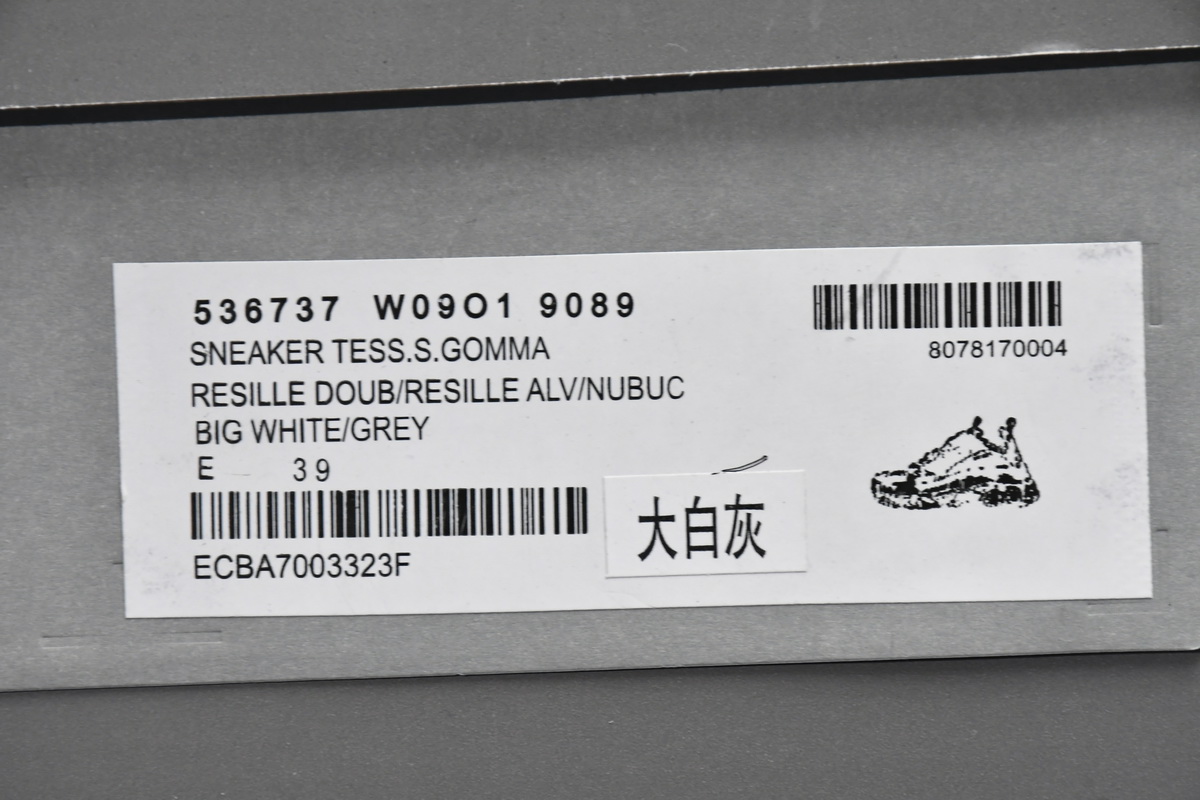 536737 W09O1 9089
SNEAKER TESS.S.GOMMA
RESILLE DOUB/RESILLE ALV/NUBUC
BIG WHITE/GREY
E 39
ECBA7003323F
8078170004
大白灰